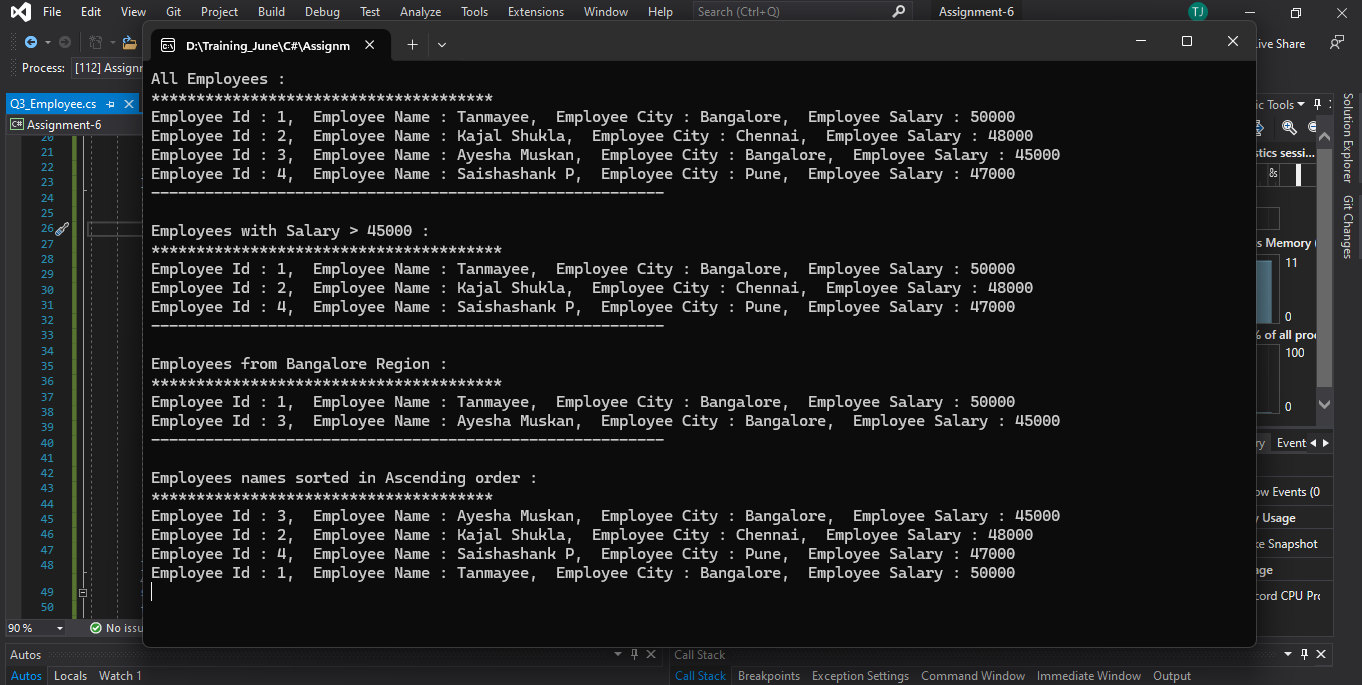 File Edit View Git Project Build Debug Test Analyze Tools Extensions Window Help Search (Ctrl+Q) Assignment-6 TJ
Live Share
Process: [112] Assignm
D:\Training_June\C#\Assignm
Q3_Employee.cs
C# Assignment-6
All Employees :
**************************************
Employee Id : 1, Employee Name : Tanmayee, Employee City : Bangalore, Employee Salary : 50000
Employee Id : 2, Employee Name : Kajal Shukla, Employee City : Chennai, Employee Salary : 48000
Employee Id : 3, Employee Name : Ayesha Muskan, Employee City : Bangalore, Employee Salary : 45000
Employee Id : 4, Employee Name : Saishashank P, Employee City : Pune, Employee Salary : 47000
---------------------------------------------------------
Employees with Salary > 45000 :
***************************************
Employee Id : 1, Employee Name : Tanmayee, Employee City : Bangalore, Employee Salary : 50000
Employee Id : 2, Employee Name : Kajal Shukla, Employee City : Chennai, Employee Salary : 48000
Employee Id : 4, Employee Name : Saishashank P, Employee City : Pune, Employee Salary : 47000
---------------------------------------------------------
Employees from Bangalore Region :
***************************************
Employee Id : 1, Employee Name : Tanmayee, Employee City : Bangalore, Employee Salary : 50000
Employee Id : 3, Employee Name : Ayesha Muskan, Employee City : Bangalore, Employee Salary : 45000
---------------------------------------------------------
Employees names sorted in Ascending order :
**************************************
Employee Id : 3, Employee Name : Ayesha Muskan, Employee City : Bangalore, Employee Salary : 45000
Employee Id : 2, Employee Name : Kajal Shukla, Employee City : Chennai, Employee Salary : 48000
Employee Id : 4, Employee Name : Saishashank P, Employee City : Pune, Employee Salary : 47000
Employee Id : 1, Employee Name : Tanmayee, Employee City : Bangalore, Employee Salary : 50000
20
21
22
23
24
25
26
27
28
29
30
31
32
33
34
35
36
37
38
39
40
41
42
43
44
45
46
47
48
49
50
90 % No issu
ic Tools
stics sessi...
8s
s Memory (
11
0
% of all proc
100
0
ry Event
ow Events (0
y Usage
ke Snapshot
age
cord CPU Pro
Solution Explorer
Git Changes
Autos
Autos Locals Watch 1
Call Stack
Call Stack Breakpoints Exception Settings Command Window Immediate Window Output